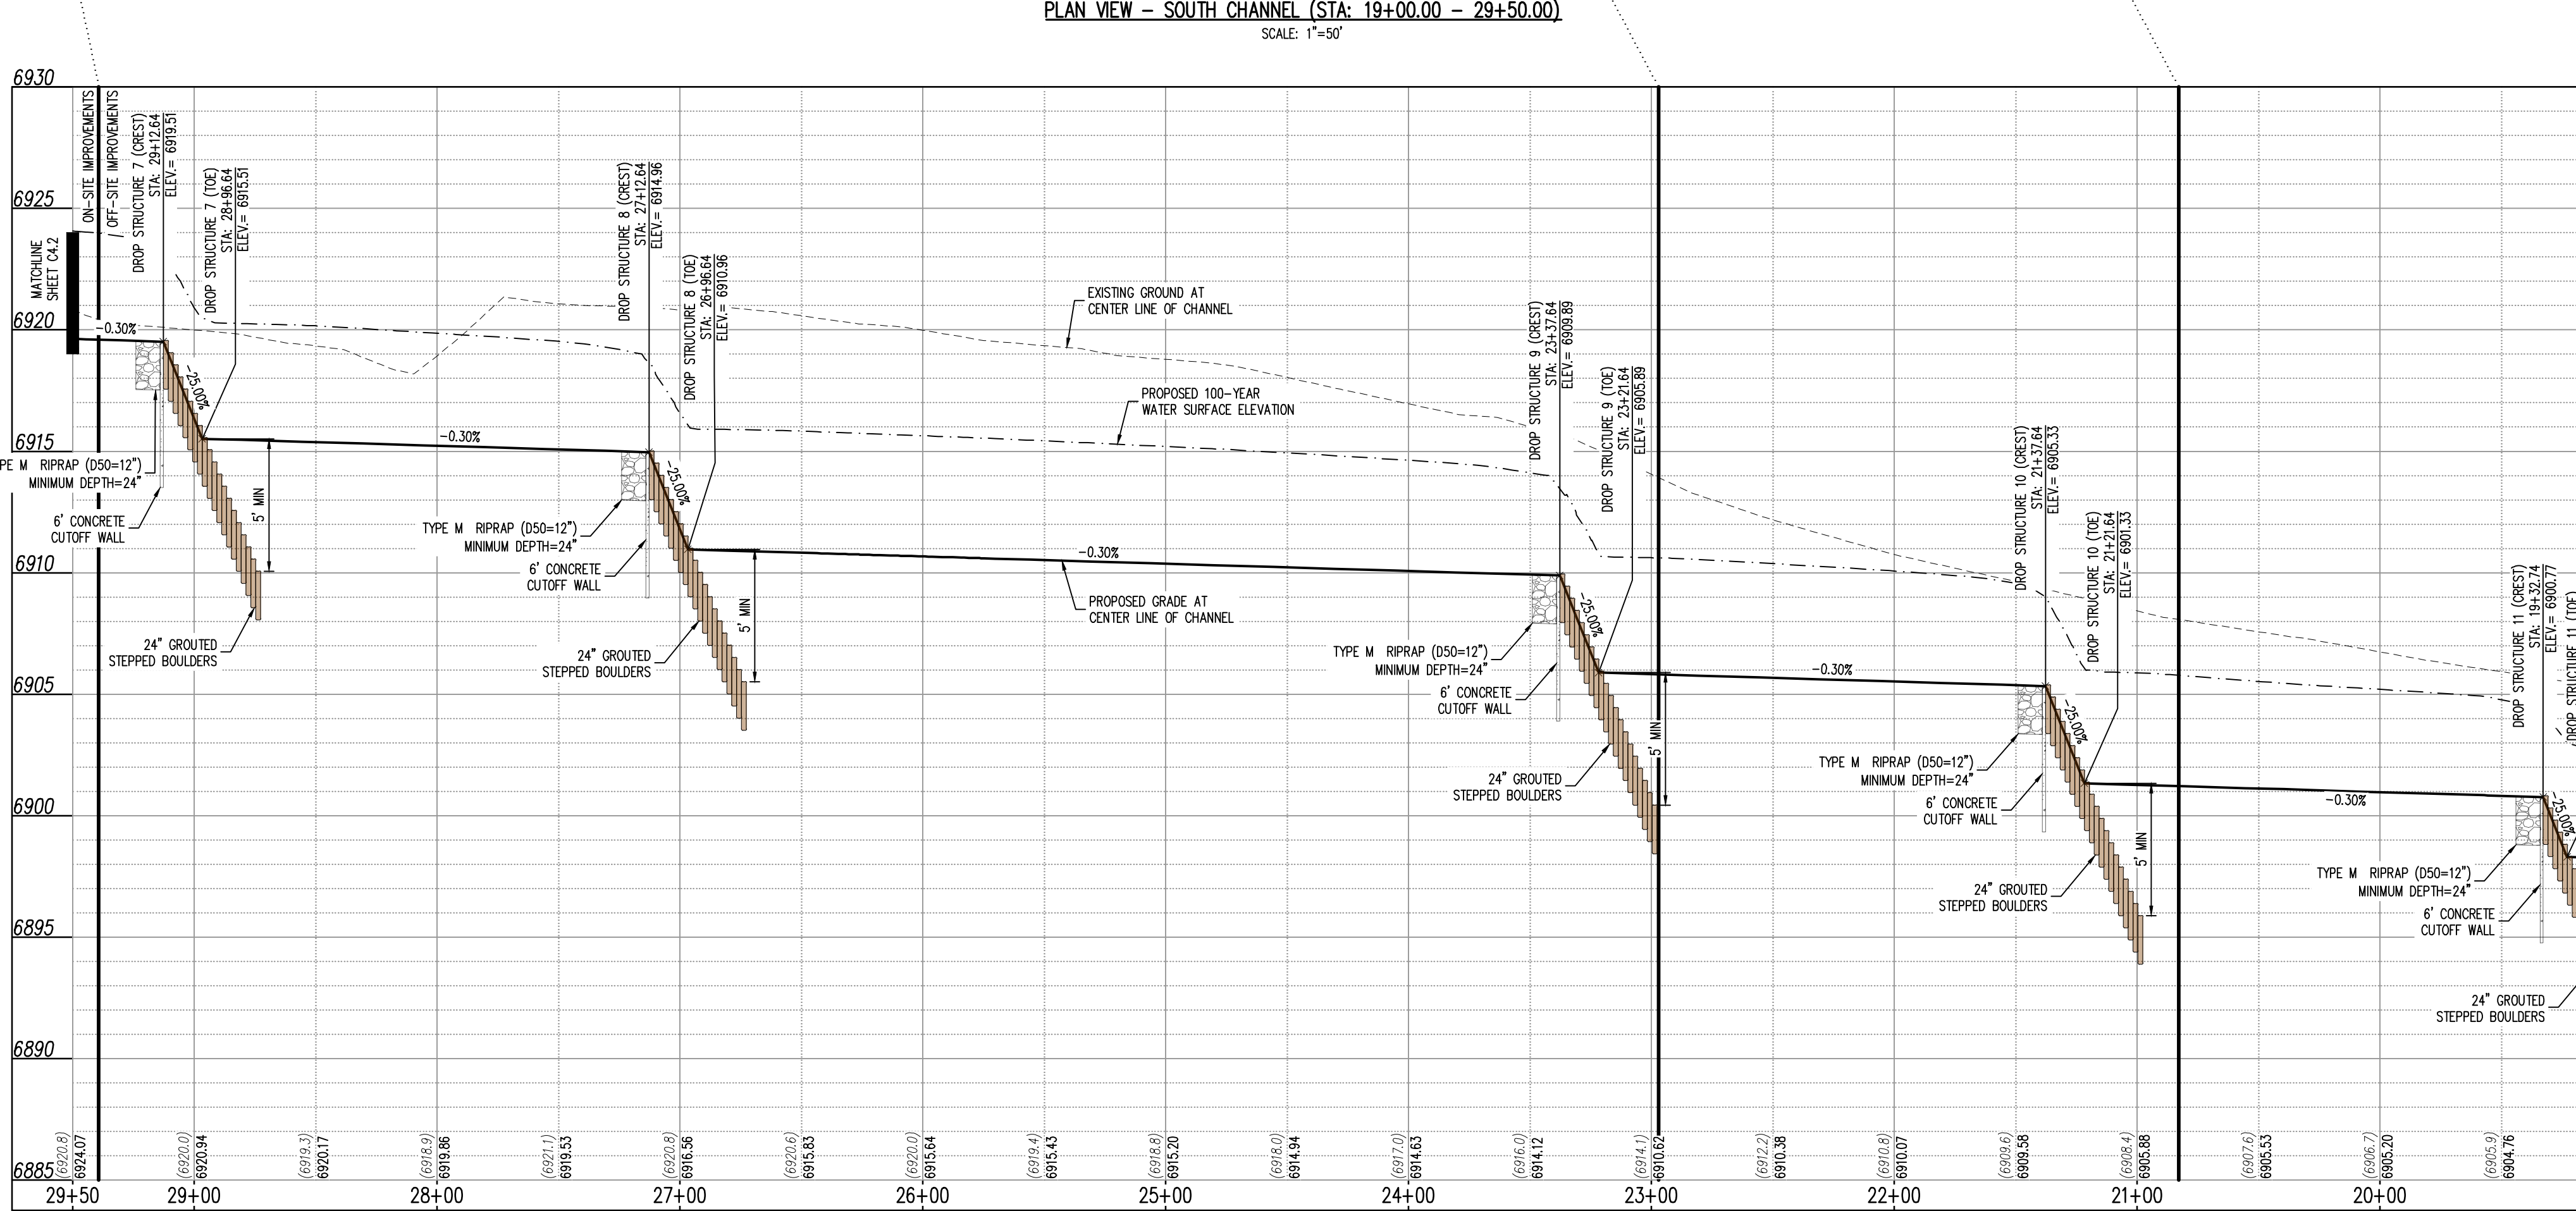 PLAN VIEW – SOUTH CHANNEL (STA: 19+00.00 – 29+50.00)
SCALE: 1"=50'
6930
6925
6920
6915
6910
6905
6900
6895
6890
6885
MATCHLINE
SHEET C4.2
ON-SITE IMPROVEMENTS
OFF-SITE IMPROVEMENTS
-0.30%
DROP STRUCTURE 7 (CREST)
STA: 29+12.64
ELEV.= 6919.51
DROP STRUCTURE 7 (TOE)
STA: 28+96.64
ELEV.= 6915.51
-25.00%
PE M RIPRAP (D50=12")
MINIMUM DEPTH=24"
6' CONCRETE
CUTOFF WALL
24" GROUTED
STEPPED BOULDERS
5' MIN
-0.30%
DROP STRUCTURE 8 (CREST)
STA: 27+12.64
ELEV.= 6914.96
DROP STRUCTURE 8 (TOE)
STA: 26+96.64
ELEV.= 6910.96
-25.00%
TYPE M RIPRAP (D50=12")
MINIMUM DEPTH=24"
6' CONCRETE
CUTOFF WALL
24" GROUTED
STEPPED BOULDERS
5' MIN
EXISTING GROUND AT
CENTER LINE OF CHANNEL
PROPOSED 100-YEAR
WATER SURFACE ELEVATION
-0.30%
PROPOSED GRADE AT
CENTER LINE OF CHANNEL
DROP STRUCTURE 9 (CREST)
STA: 23+37.64
ELEV.= 6909.89
DROP STRUCTURE 9 (TOE)
STA: 23+21.64
ELEV.= 6905.89
-25.00%
TYPE M RIPRAP (D50=12")
MINIMUM DEPTH=24"
6' CONCRETE
CUTOFF WALL
24" GROUTED
STEPPED BOULDERS
5' MIN
-0.30%
DROP STRUCTURE 10 (CREST)
STA: 21+37.64
ELEV.= 6905.33
DROP STRUCTURE 10 (TOE)
STA: 21+21.64
ELEV.= 6901.33
-25.00%
TYPE M RIPRAP (D50=12")
MINIMUM DEPTH=24"
6' CONCRETE
CUTOFF WALL
24" GROUTED
STEPPED BOULDERS
5' MIN
-0.30%
DROP STRUCTURE 11 (CREST)
STA: 19+32.74
ELEV.= 6900.77
DROP STRUCTURE 11 (TOE)
-25.00%
TYPE M RIPRAP (D50=12")
MINIMUM DEPTH=24"
6' CONCRETE
CUTOFF WALL
24" GROUTED
STEPPED BOULDERS
(6920.8)
6924.07
(6920.0)
6920.94
(6919.3)
6920.17
(6918.9)
6919.86
(6921.1)
6919.53
(6920.8)
6916.56
(6920.6)
6915.83
(6920.0)
6915.64
(6919.4)
6915.43
(6918.8)
6915.20
(6918.0)
6914.94
(6917.0)
6914.63
(6916.0)
6914.12
(6914.1)
6910.62
(6912.2)
6910.38
(6910.8)
6910.07
(6909.6)
6909.58
(6908.4)
6905.88
(6907.6)
6905.53
(6906.7)
6905.20
(6905.9)
6904.76
29+50
29+00
28+00
27+00
26+00
25+00
24+00
23+00
22+00
21+00
20+00